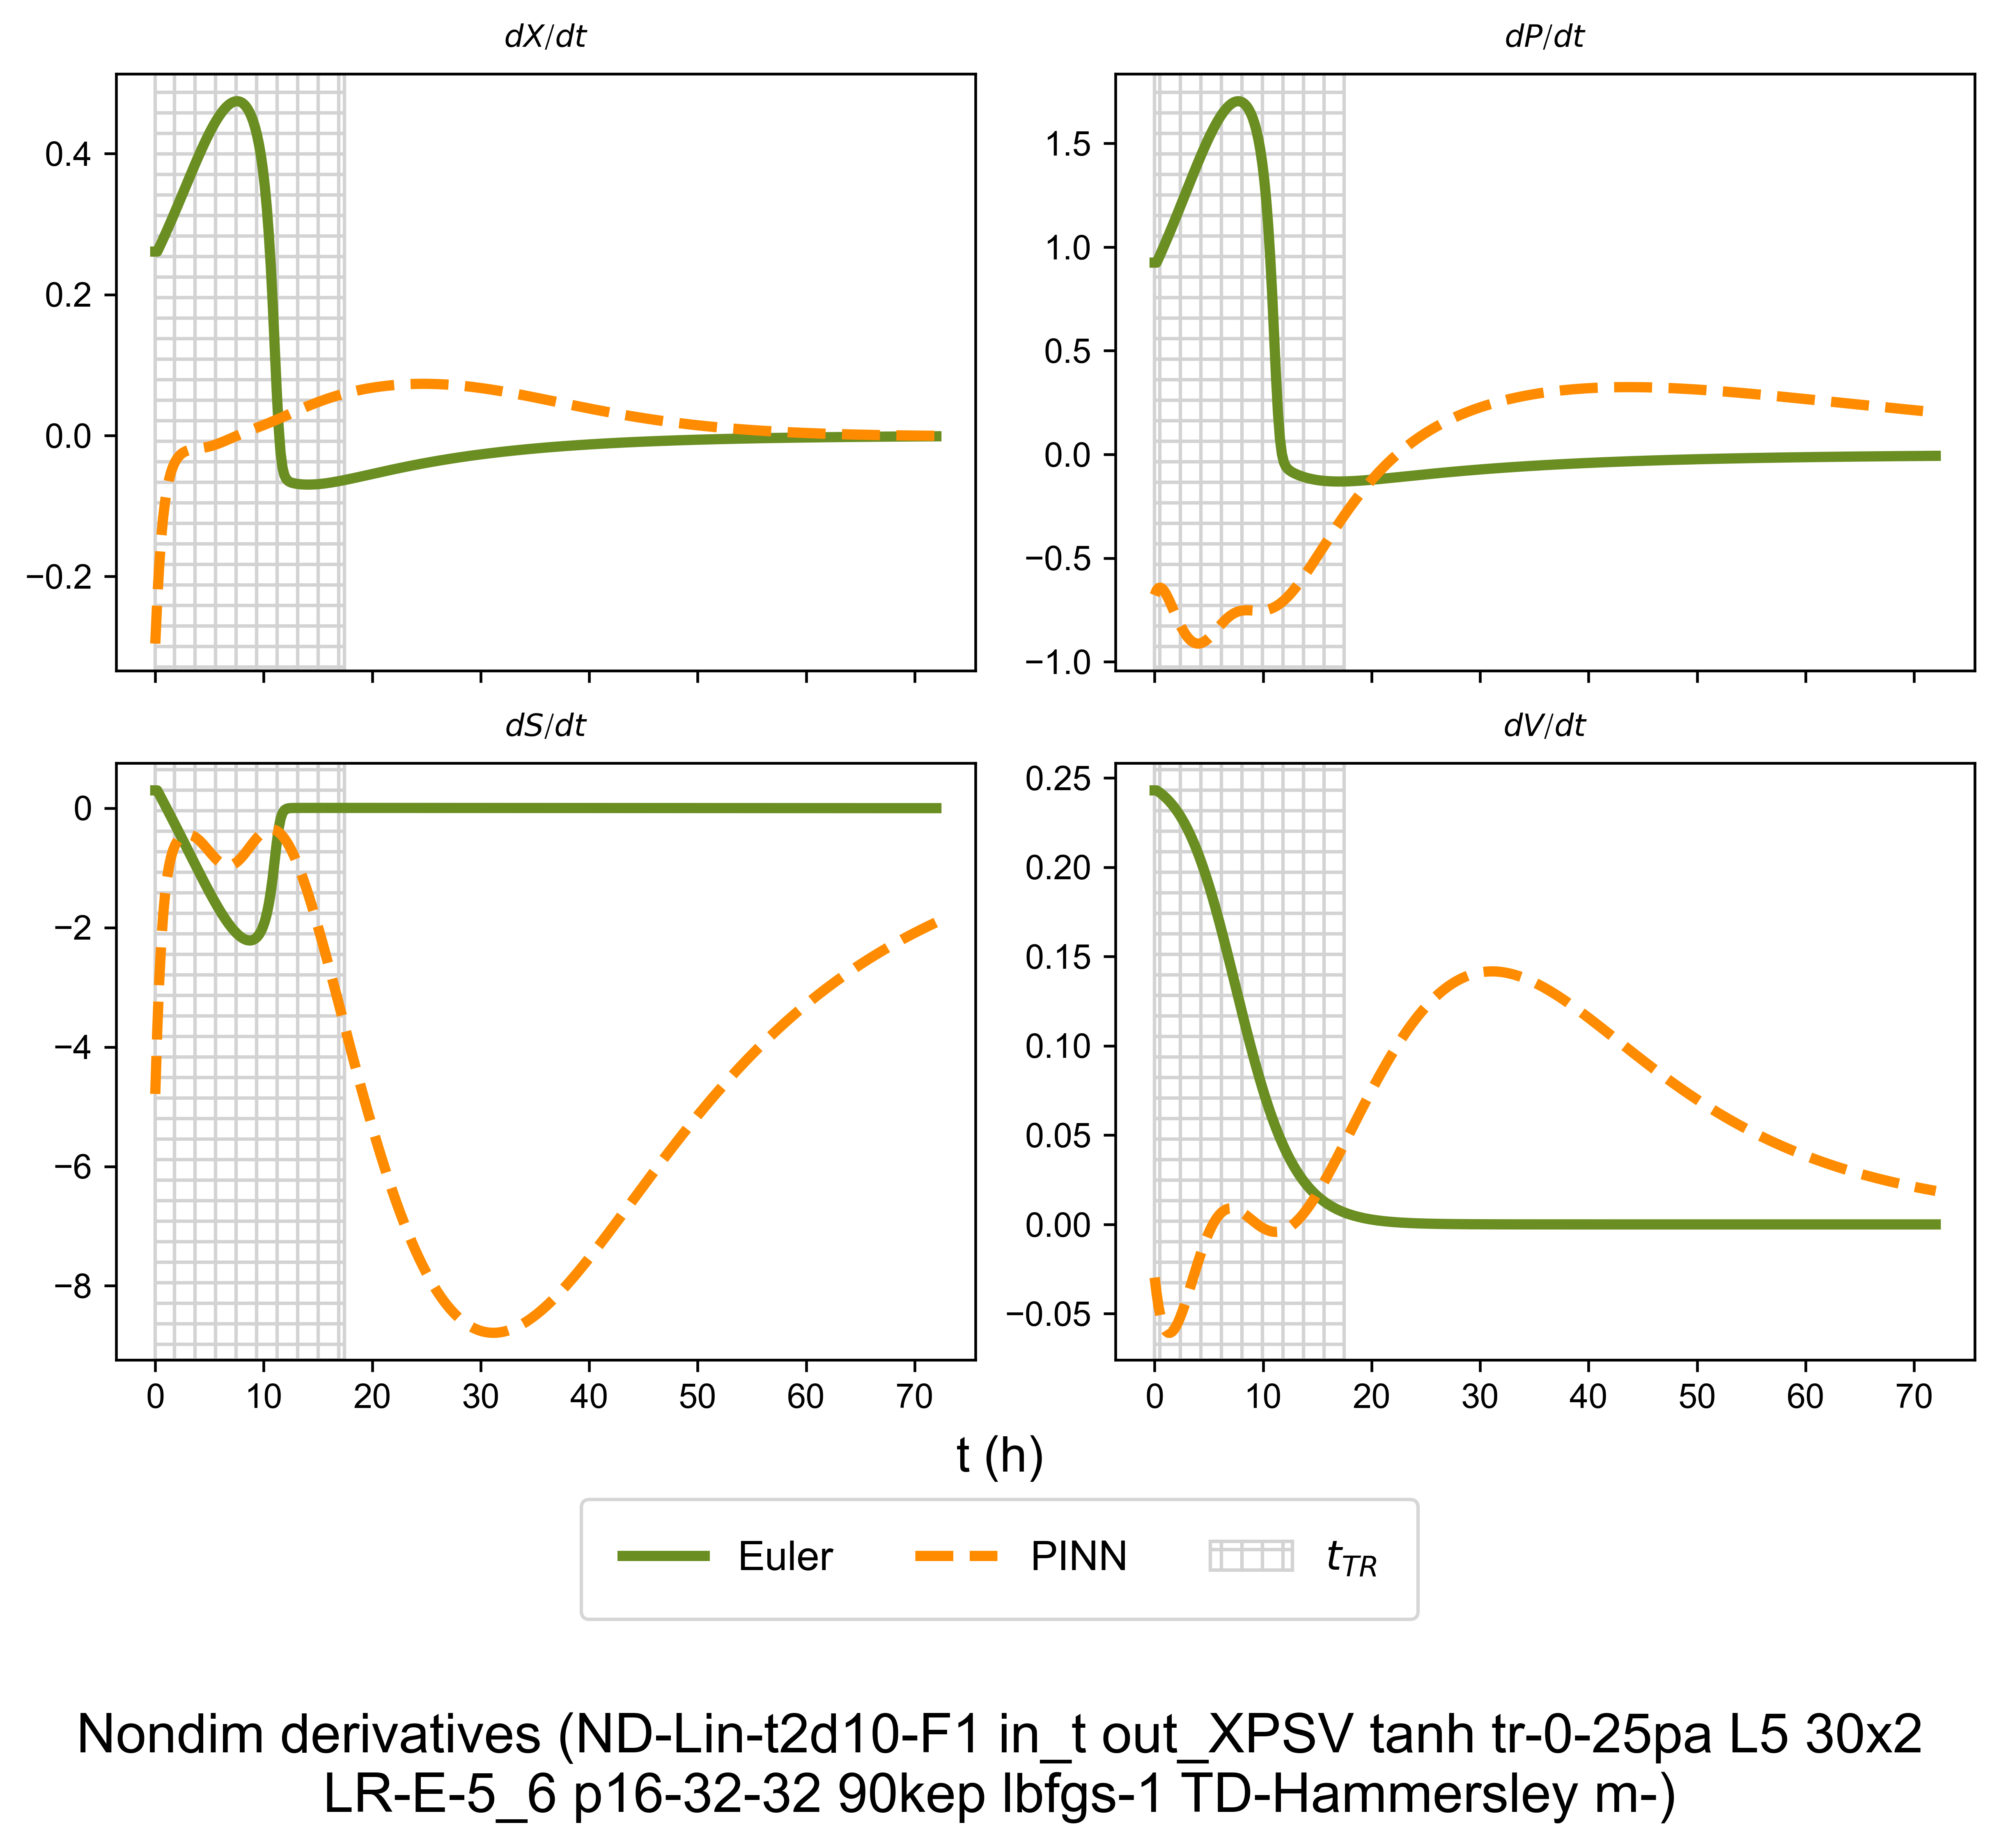 dX/dt
dP/dt
0.4
0.2
0.0
−0.2
1.5
1.0
0.5
0.0
−0.5
−1.0
dS/dt
dV/dt
0
−2
−4
−6
−8
0.25
0.20
0.15
0.10
0.05
0.00
−0.05
0 10 20 30 40 50 60 70
0 10 20 30 40 50 60 70
t (h)
Euler PINN t_{TR}
Nondim derivatives (ND-Lin-t2d10-F1 in_t out_XPSV tanh tr-0-25pa L5 30x2
LR-E-5_6 p16-32-32 90kep lbfgs-1 TD-Hammersley m-)